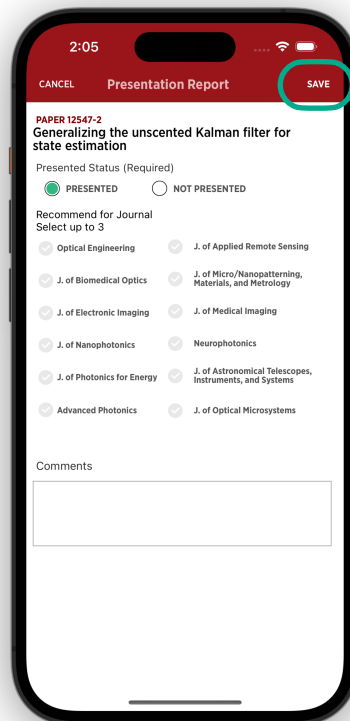 2:05
CANCEL Presentation Report SAVE
PAPER 12547-2
Generalizing the unscented Kalman filter for
state estimation
Presented Status (Required)
PRESENTED NOT PRESENTED
Recommend for Journal
Select up to 3
Optical Engineering J. of Applied Remote Sensing
J. of Biomedical Optics J. of Micro/Nanopatterning,
Materials, and Metrology
J. of Electronic Imaging J. of Medical Imaging
J. of Nanophotonics Neurophotonics
J. of Photonics for Energy J. of Astronomical Telescopes,
Instruments, and Systems
Advanced Photonics J. of Optical Microsystems
Comments